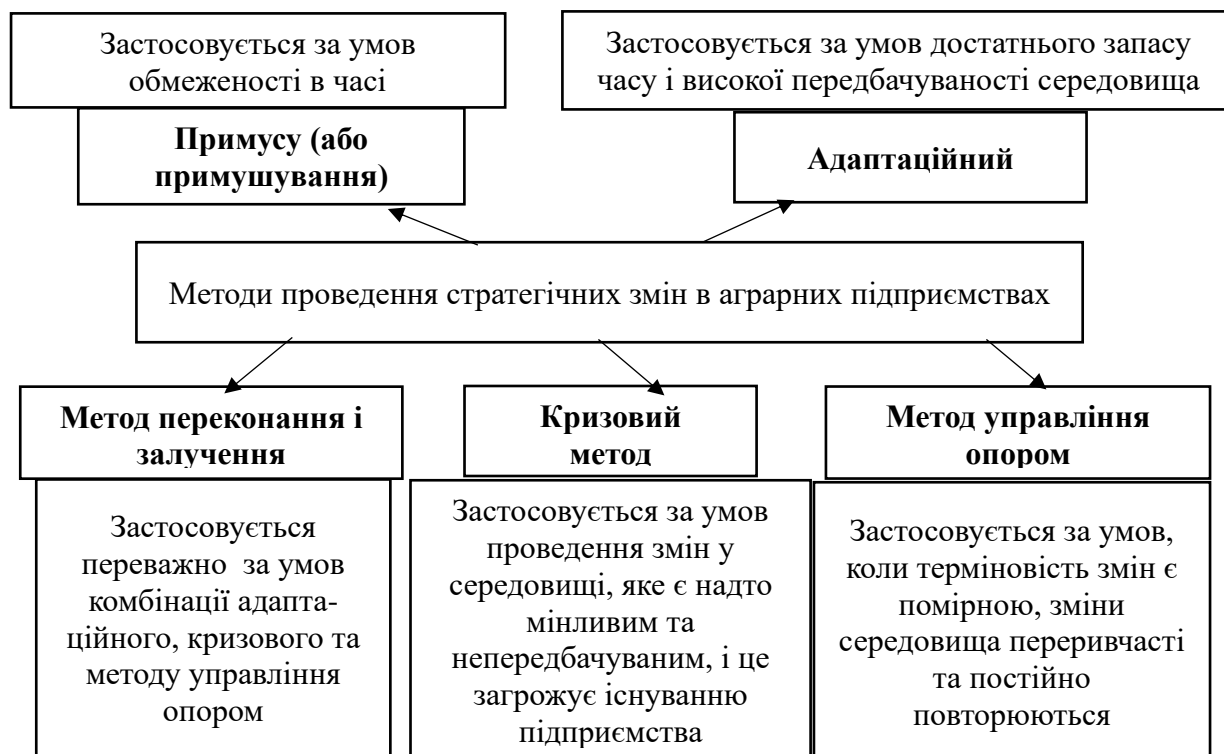 Застосовується за умов
обмеженості в часі
Примусу (або
примушування)
Застосовується за умов достатнього запасу
часу і високої передбачуваності середовища
Адаптаційний
Методи проведення стратегічних змін в аграрних підприємствах
Метод переконання і
залучення
Застосовується
переважно за умов
комбінації адапта-
ційного, кризового та
методу управління
опором
Кризовий
метод
Застосовується за умов
проведення змін у
середовищі, яке є надто
мінливим та
непередбачуваним, і це
загрожує існуванню
підприємства
Метод управління
опором
Застосовується за умов,
коли терміновість змін є
помірною, зміни
середовища переривчасті
та постійно
повторюються